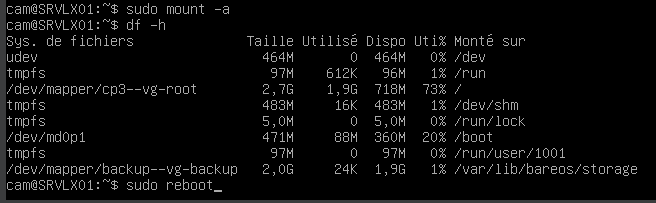 cam@SRVLX01:~$ sudo mount -a
cam@SRVLX01:~$ df -h
Sys. de fichiers Taille Utilisé Dispo Uti% Monté sur
udev 464M 0 464M 0% /dev
tmpfs 97M 612K 96M 1% /run
/dev/mapper/cp3--vg-root 2,7G 1,9G 718M 73% /
tmpfs 483M 16K 483M 1% /dev/shm
tmpfs 5,0M 0 5,0M 0% /run/lock
/dev/md0p1 471M 88M 360M 20% /boot
tmpfs 97M 0 97M 0% /run/user/1001
/dev/mapper/backup--vg-backup 2,0G 24K 1,9G 1% /var/lib/bareos/storage
cam@SRVLX01:~$ sudo reboot_